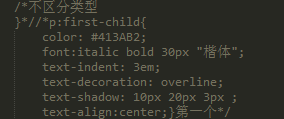 /*不区分类型
}*//*p:first-child{
color: #413AB2;
font:italic bold 30px "楷体";
text-indent: 3em;
text-decoration: overline;
text-shadow: 10px 20px 3px ;
text-align:center;}第一个*/